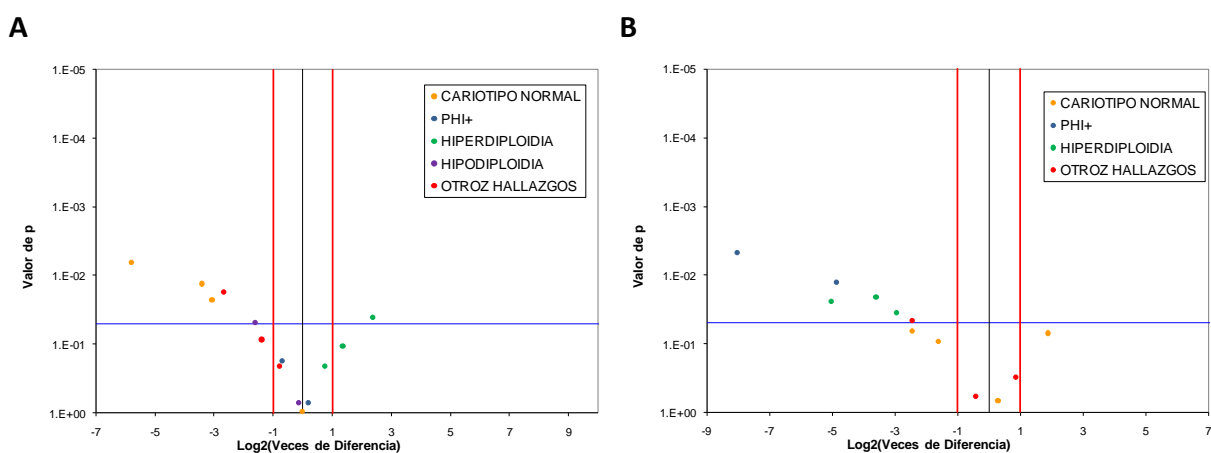 A
1.E-05
1.E-04
1.E-03
1.E-02
1.E-01
1.E+00
Valor de p
-7 -5 -3 -1 1 3 5 7 9
Log2(Veces de Diferencia)
CARIOTIPO NORMAL
PHI+
HIPERDIPLOIDIA
HIPODIPLOIDIA
OTROZ HALLAZGOS
B
1.E-05
1.E-04
1.E-03
1.E-02
1.E-01
1.E+00
Valor de p
-9 -7 -5 -3 -1 1 3 5 7
Log2(Veces de Diferencia)
CARIOTIPO NORMAL
PHI+
HIPERDIPLOIDIA
OTROZ HALLAZGOS